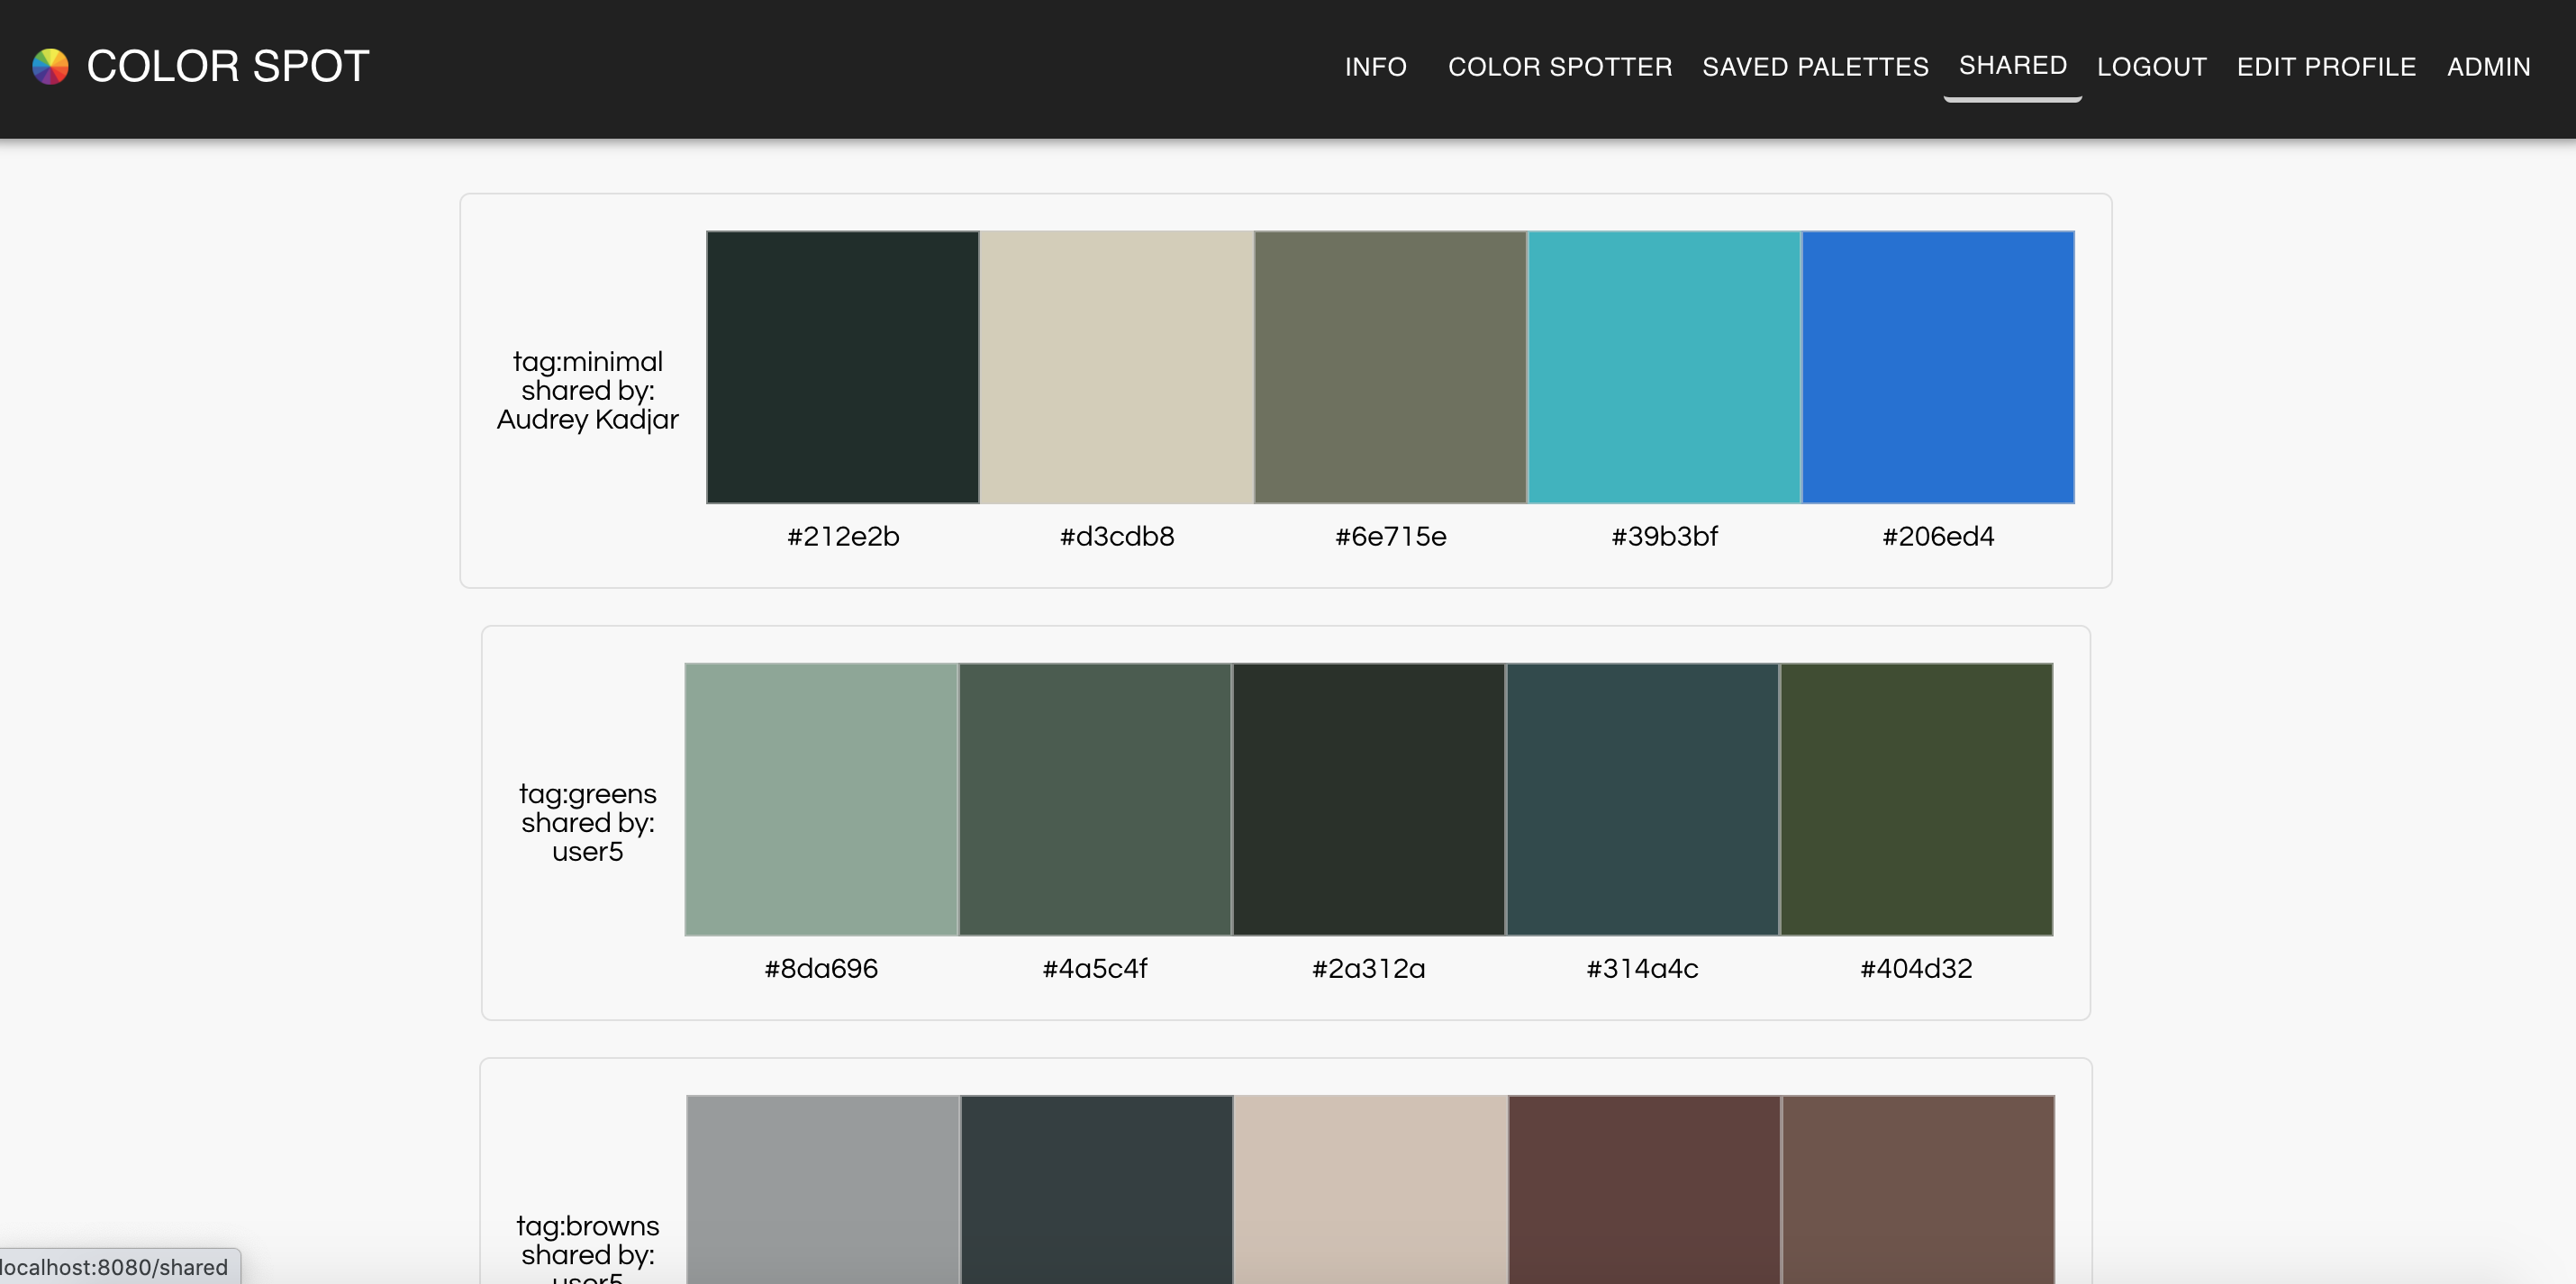 COLOR SPOT
INFO COLOR SPOTTER SAVED PALETTES SHARED LOGOUT EDIT PROFILE ADMIN
tag:minimal
shared by:
Audrey Kadjar
#212e2b #d3cdb8 #6e715e #39b3bf #206ed4
tag:greens
shared by:
user5
#8da696 #4a5c4f #2a312a #314a4c #404d32
tag:browns
shared by:
user5
localhost:8080/shared